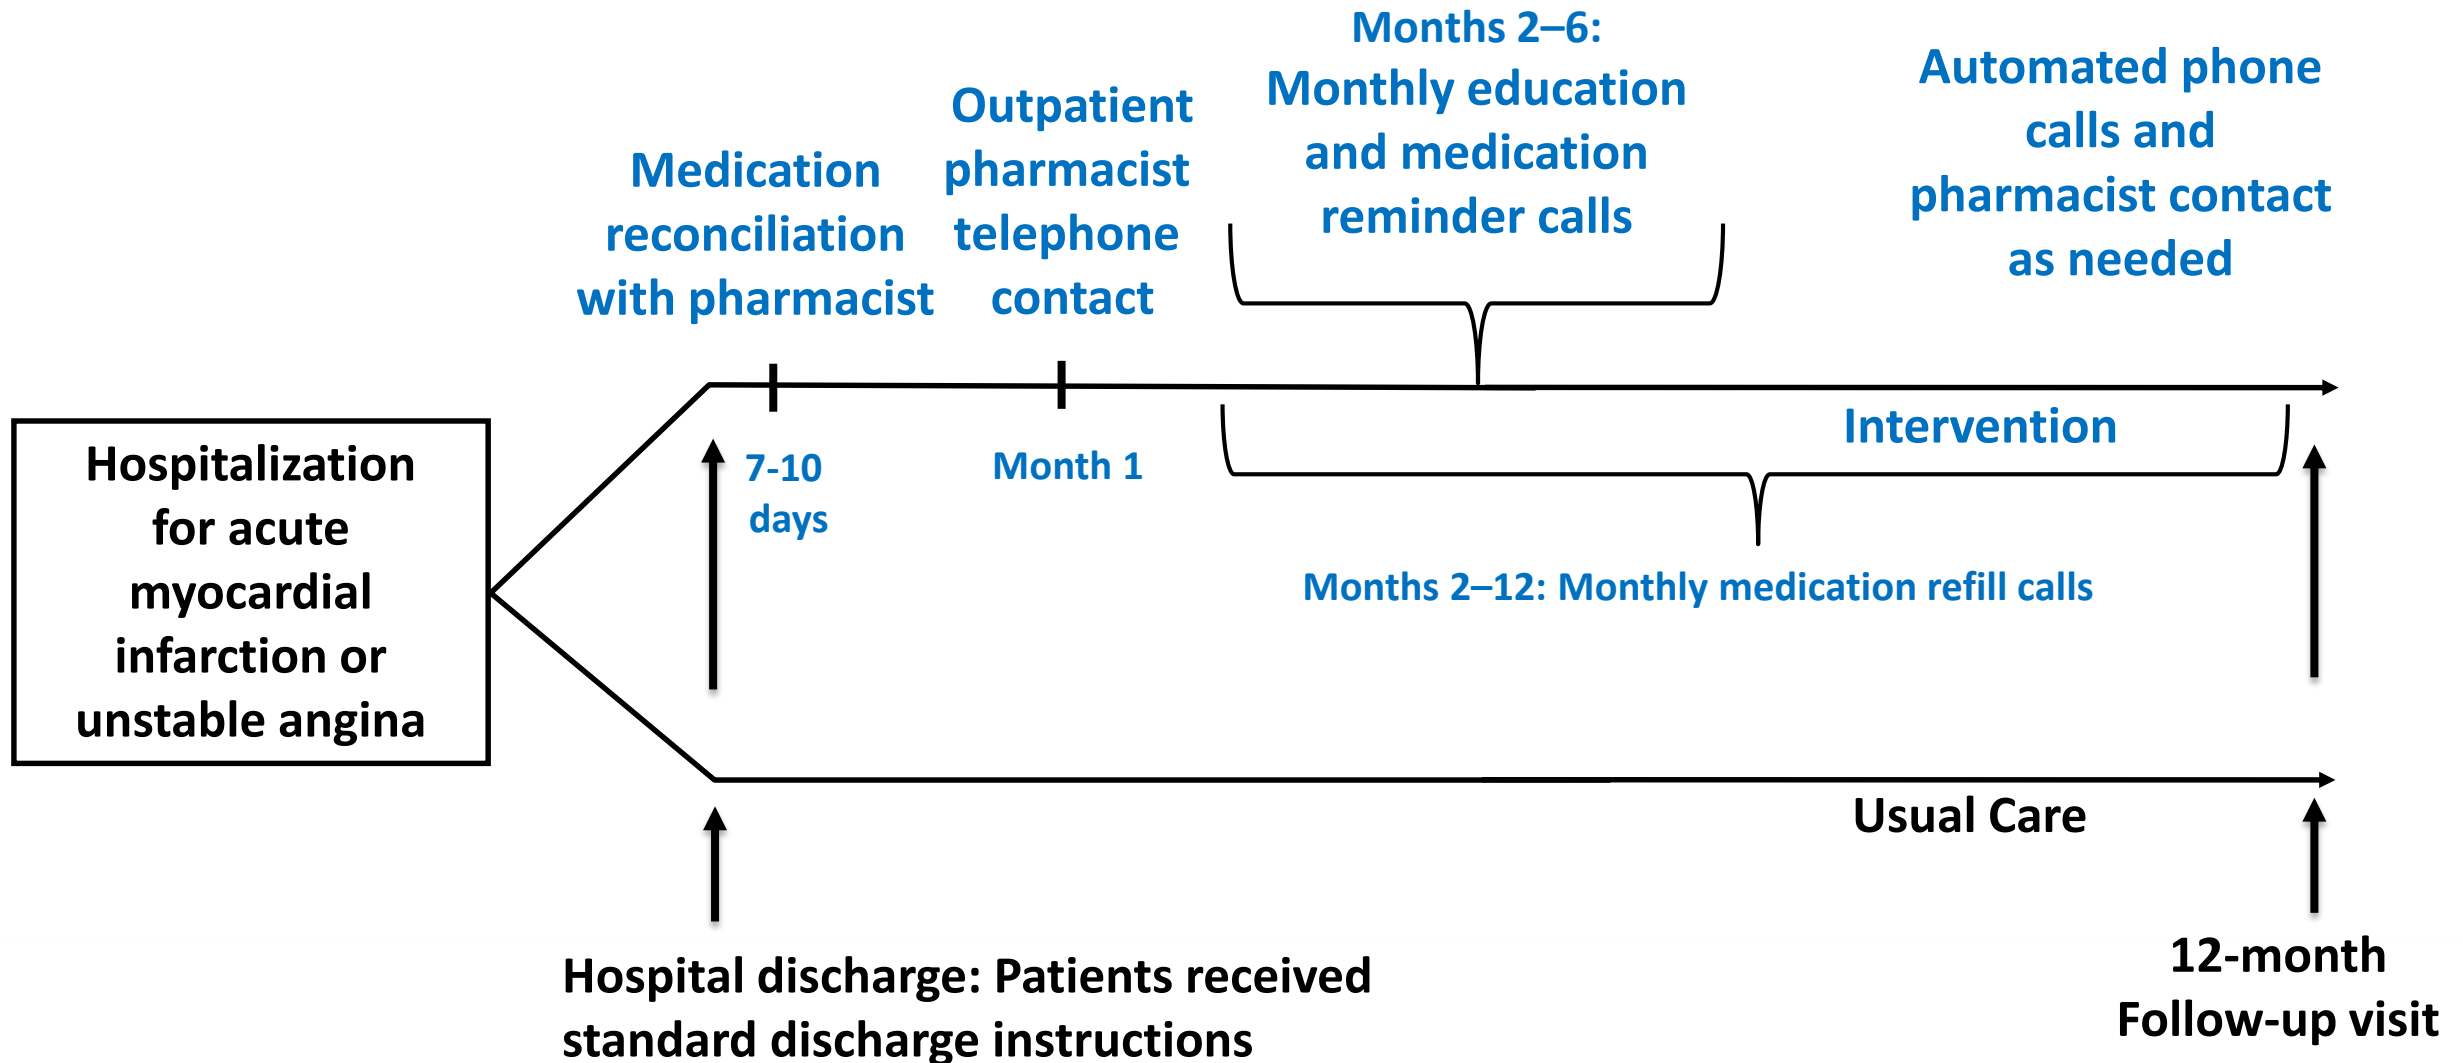 Hospitalization
for acute
myocardial
infarction or
unstable angina
Medication
reconciliation
with pharmacist
7-10
days
Outpatient
pharmacist
telephone
contact
Month 1
Months 2–6:
Monthly education
and medication
reminder calls
Automated phone
calls and
pharmacist contact
as needed
Intervention
Months 2–12: Monthly medication refill calls
Usual Care
Hospital discharge: Patients received
standard discharge instructions
12-month
Follow-up visit